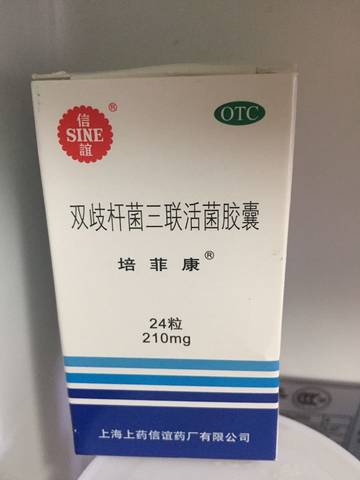 信
SINE
誼
®
OTC
双歧杆菌三联活菌胶囊
培菲康®
24粒
210mg
上海上药信谊药厂有限公司